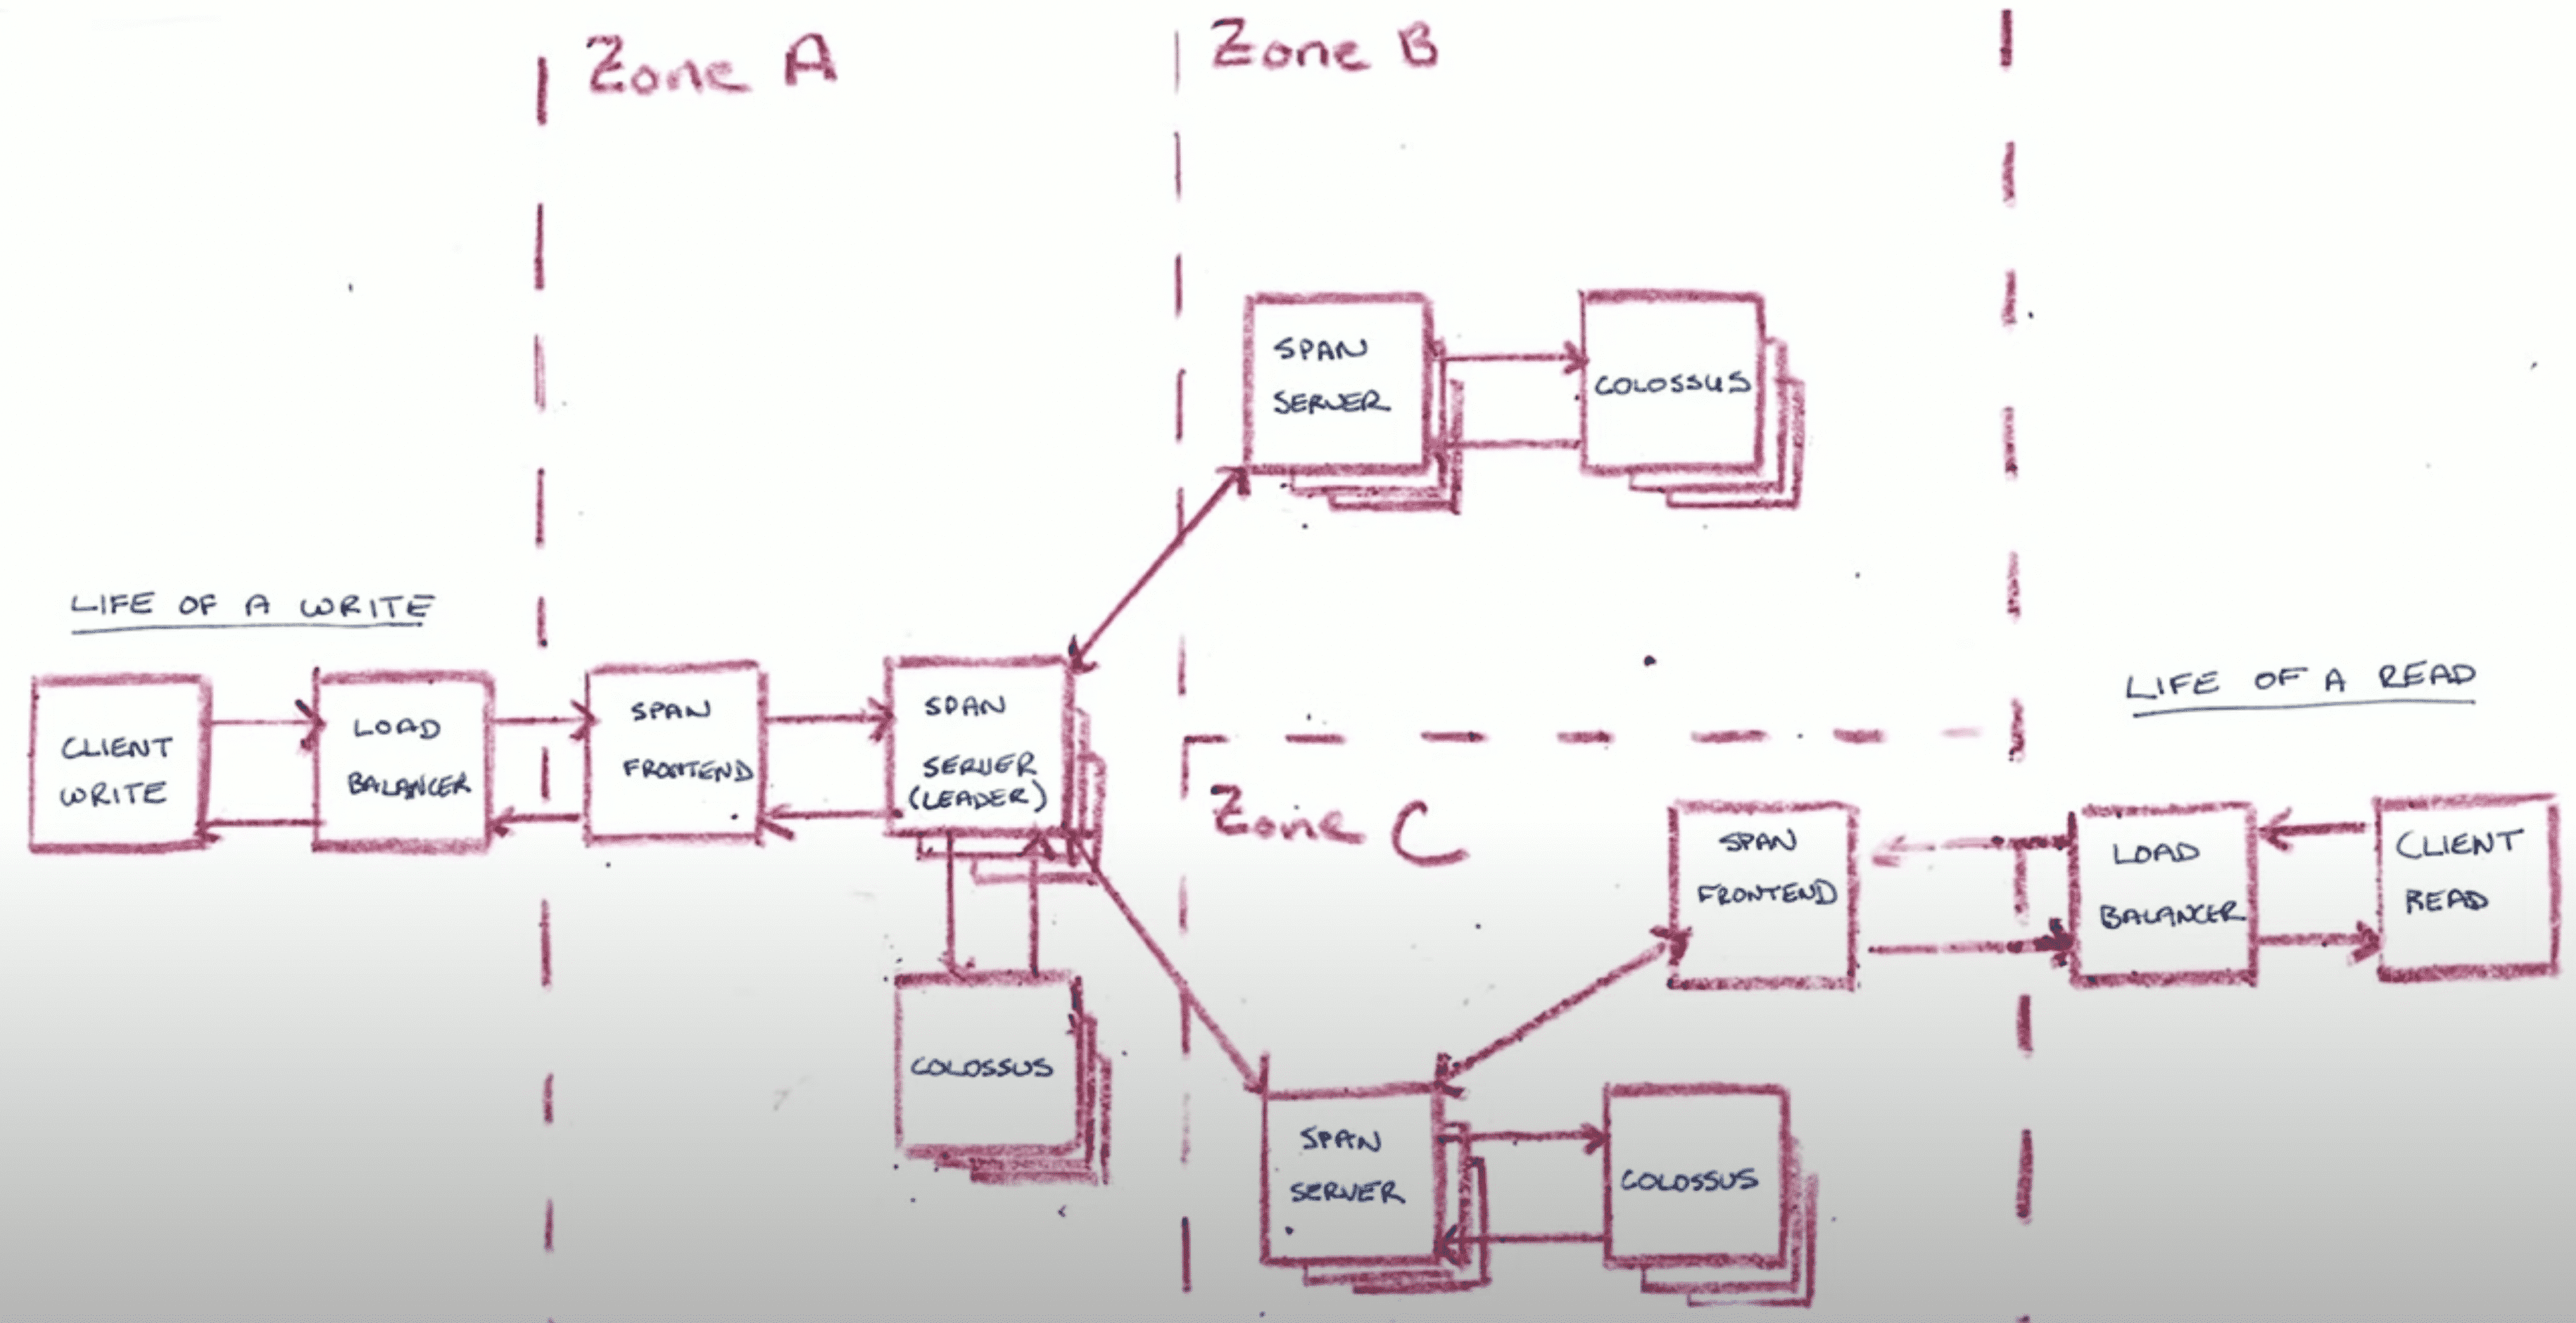 Zone A
Zone B
LIFE OF A WRITE
CLIENT
WRITE
LOAD
BALANCER
SPAN
FRONTEND
SPAN
SERVER
(LEADER)
COLOSSUS
SPAN
SERVER
COLOSSUS
Zone C
SPAN
SERVER
COLOSSUS
SPAN
FRONTEND
LIFE OF A READ
LOAD
BALANCER
CLIENT
READ